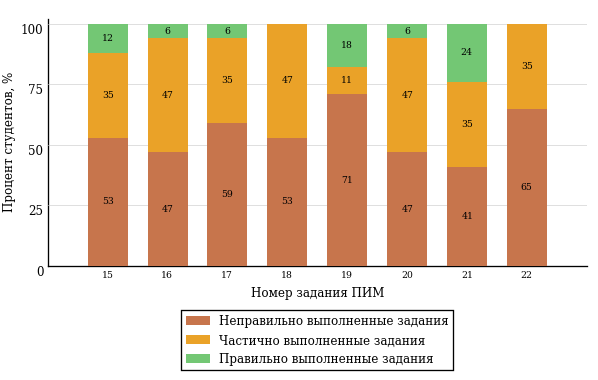 Процент студентов, %
100
75
50
25
0
12 6 6 18 6 24
35 47 35 47 11 47 35 35
53 47 59 53 71 47 41 65
15 16 17 18 19 20 21 22
Номер задания ПИМ
Неправильно выполненные задания
Частично выполненные задания
Правильно выполненные задания